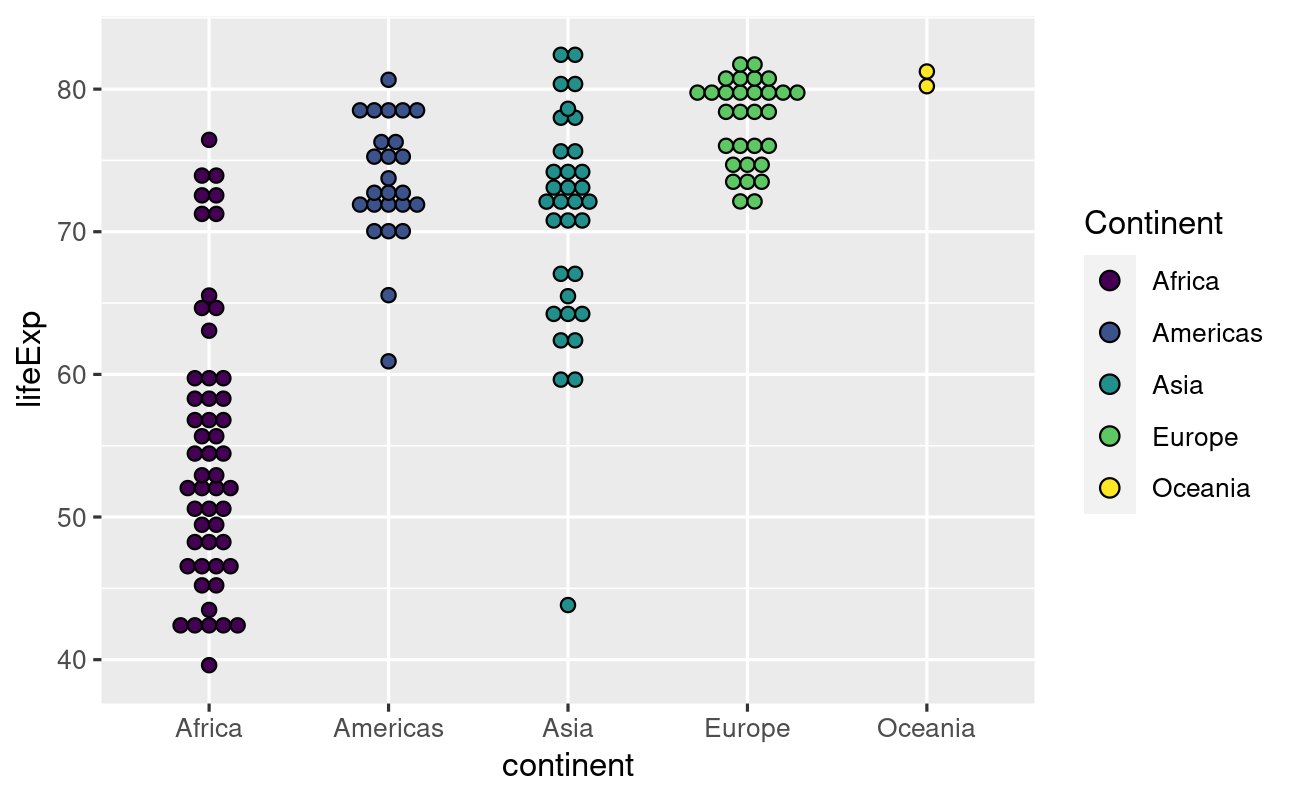 80
70
60
50
40
lifeExp
Africa Americas Asia Europe Oceania
continent
Continent
Africa
Americas
Asia
Europe
Oceania